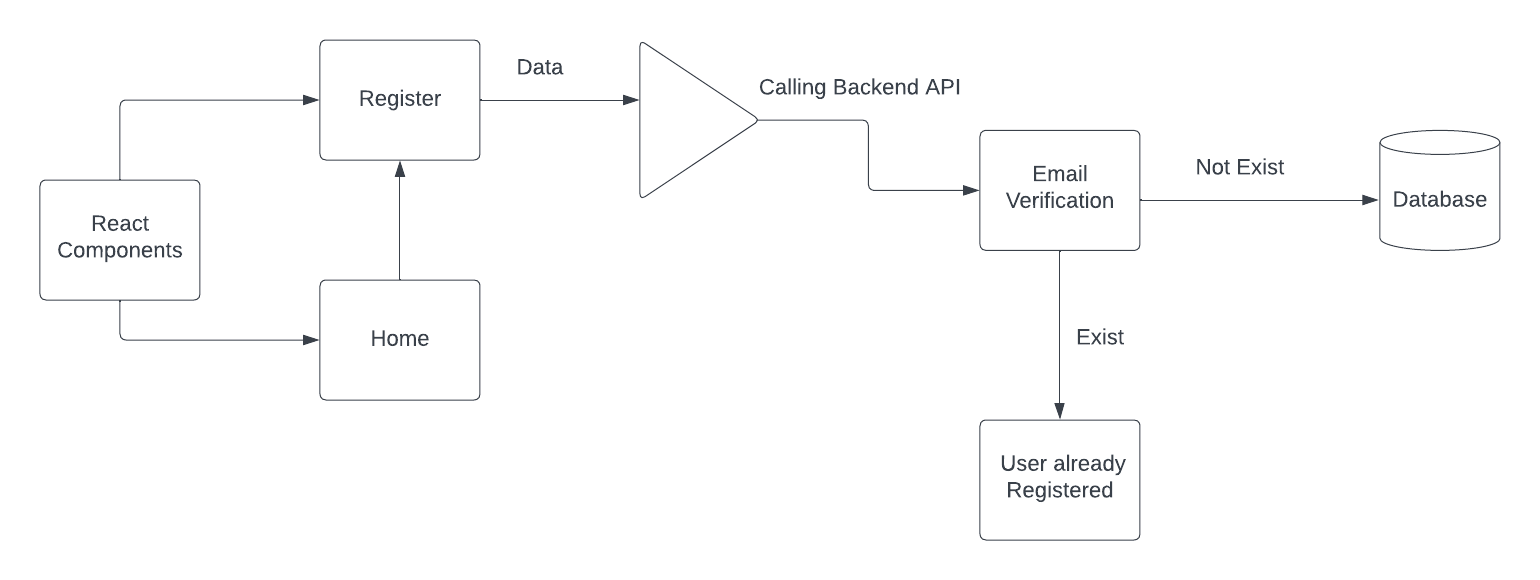 Data
Register
Calling Backend API
React
Components
Home
Email
Verification
Not Exist
Database
Exist
User already
Registered